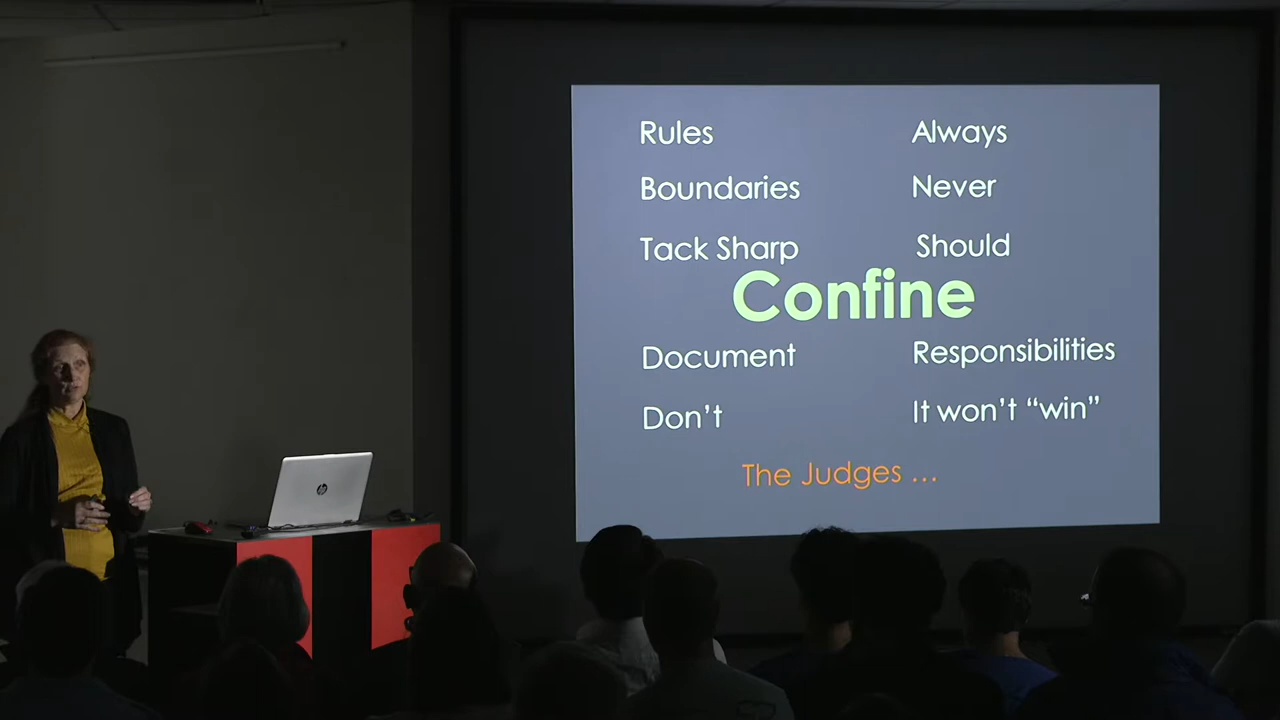 Rules Always
Boundaries Never
Tack Sharp Should
Confine
Document Responsibilities
Don't It won't “win”
The Judges ...
hp